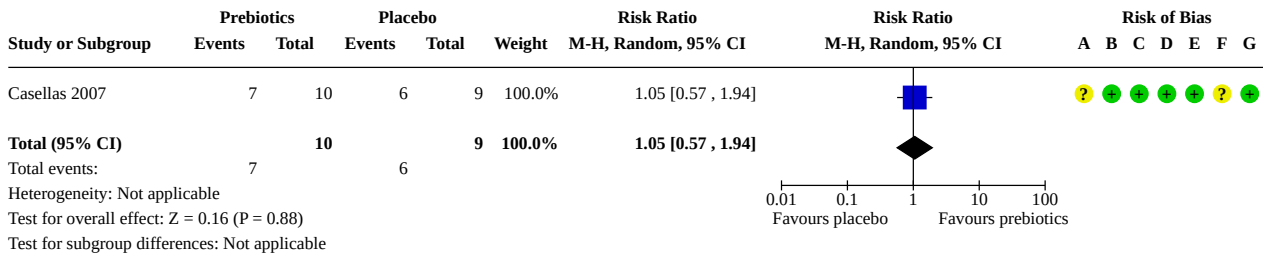 Prebiotics Placebo Risk Ratio Risk Ratio Risk of Bias
Study or Subgroup Events Total Events Total Weight M-H, Random, 95% CI M-H, Random, 95% CI A B C D E F G
Casellas 2007 7 10 6 9 100.0% 1.05 [0.57 , 1.94] ? + + + + ? +
Total (95% CI) 10 9 100.0% 1.05 [0.57 , 1.94]
Total events: 7 6
Heterogeneity: Not applicable
0.01 0.1 1 10 100
Test for overall effect: Z = 0.16 (P = 0.88)
Favours placebo Favours prebiotics
Test for subgroup differences: Not applicable